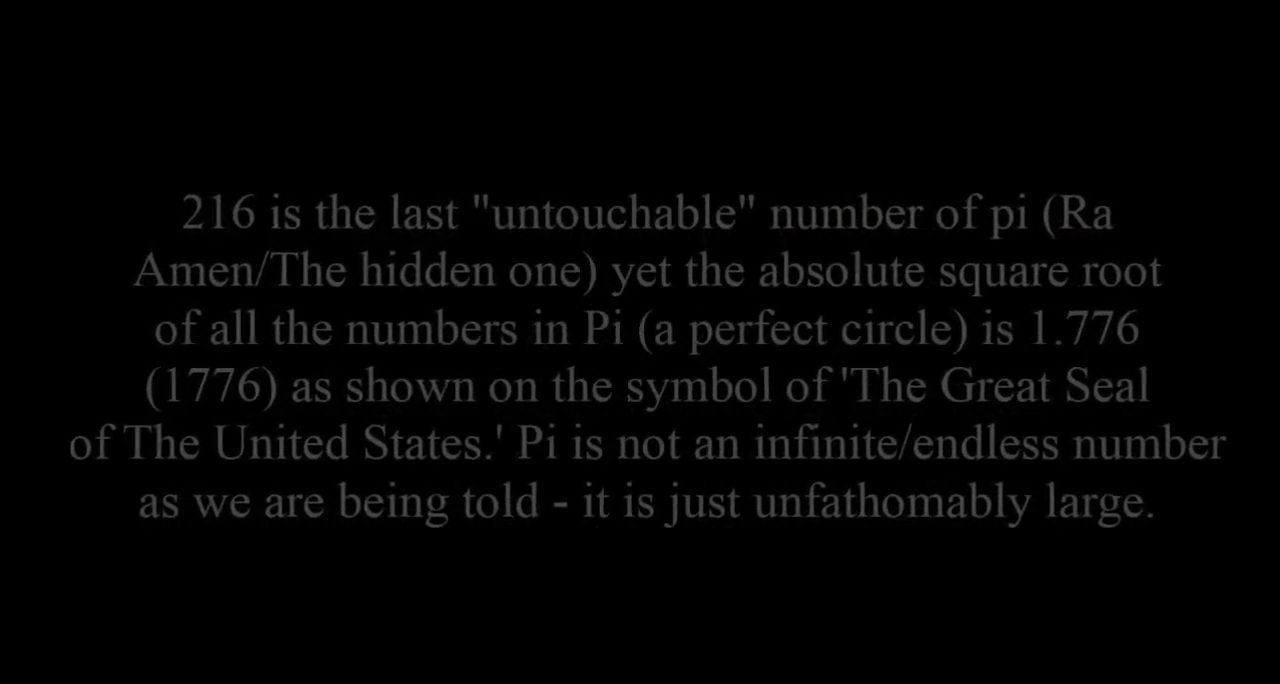 216 is the last "untouchable" number of pi (Ra
Amen/The hidden one) yet the absolute square root
of all the numbers in Pi (a perfect circle) is 1.776
(1776) as shown on the symbol of 'The Great Seal
of The United States.' Pi is not an infinite/endless number
as we are being told - it is just unfathomably large.